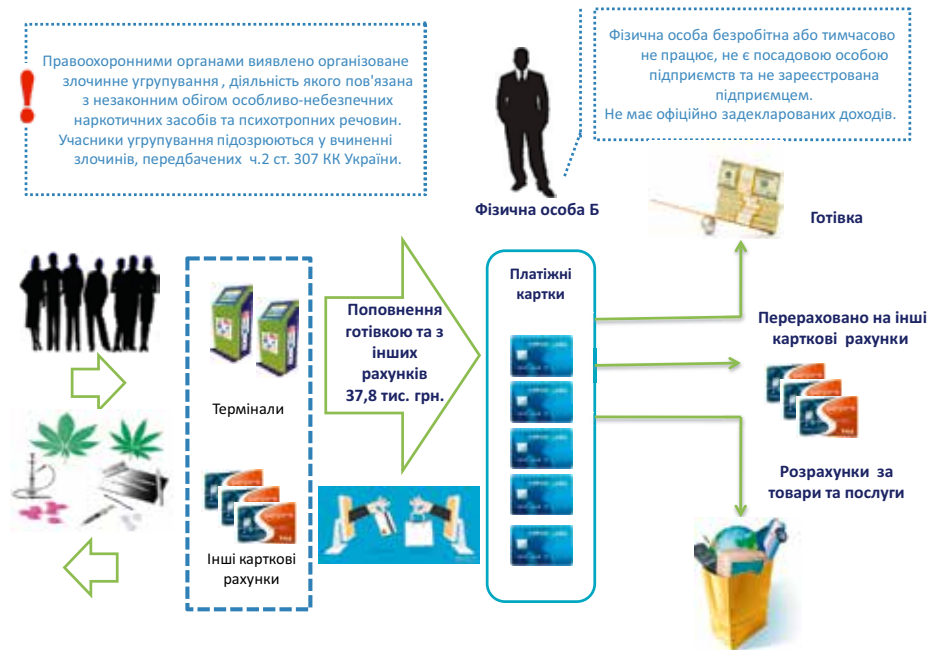 Правоохоронними органами виявлено організоване
злочинне угрупування , діяльність якого пов'язана
з незаконним обігом особливо-небезпечних
наркотичних засобів та психотропних речовин.
Учасники угрупування підозрюються у вчиненні
злочинів, передбачених ч.2 ст. 307 КК України.
Фізична особа безробітна або тимчасово
не працює, не є посадовою особою
підприємств та не зареєстрована
підприємцем.
Не має офіційно задекларованих доходів.
Фізична особа Б
Готівка
Платіжні
картки
Поповнення
готівкою та з
інших
рахунків
37,8 тис. грн.
Перераховано на інші
карткові рахунки
Термінали
Розрахунки за
товари та послуги
Інші карткові
рахунки